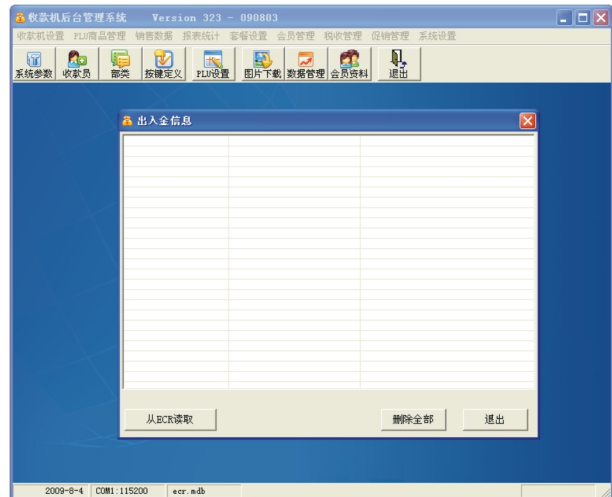 收款机后台管理系统 Version 323 - 090803
收款机设置 PLU商品管理 销售数据 报表统计 套餐设置 会员管理 税收管理 促销管理 系统设置
系统参数 收款员 部类 按键定义 PLU设置 图片下载 数据管理 会员资料 退出
出入金信息
从ECR读取 删除全部 退出
2009-8-4 COM1:115200 ecr.mdb